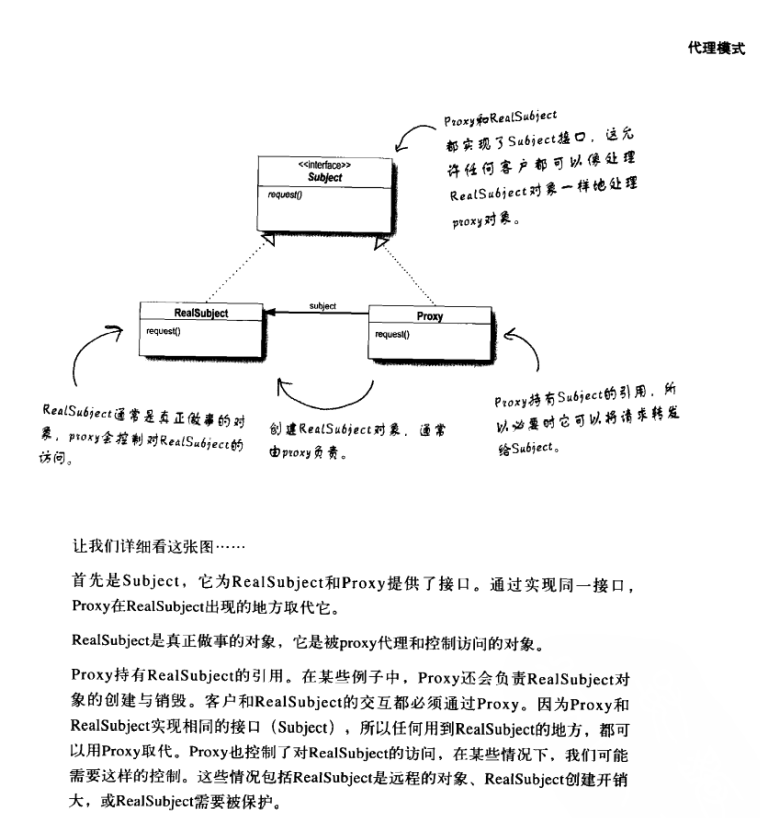 代理模式
Proxy和RealSubject
都实现了Subject接口，这允
许任何客户都可以像处理
RealSubject对象一样地处理
proxy对象。
<<interface>>
Subject
request()
RealSubject
request()
subject
Proxy
request()
RealSubject通常是真正做事的对
象，proxy会控制对RealSubject的
访问。
创建RealSubject对象，通常
由proxy负责。
Proxy持有Subject的引用，所
以必要时它可以将请求转发
给Subject。
让我们详细看这张图……
首先是Subject，它为RealSubject和Proxy提供了接口。通过实现同一接口，
Proxy在RealSubject出现的地方取代它。
RealSubject是真正做事的对象，它是被proxy代理和控制访问的对象。
Proxy持有RealSubject的引用。在某些例子中，Proxy还会负责RealSubject对
象的创建与销毁。客户和RealSubject的交互都必须通过Proxy。因为Proxy和
RealSubject实现相同的接口（Subject），所以任何用到RealSubject的地方，都可
以用Proxy取代。Proxy也控制了对RealSubject的访问，在某些情况下，我们可能
需要这样的控制。这些情况包括RealSubject是远程的对象、RealSubject创建开销
大，或RealSubject需要被保护。